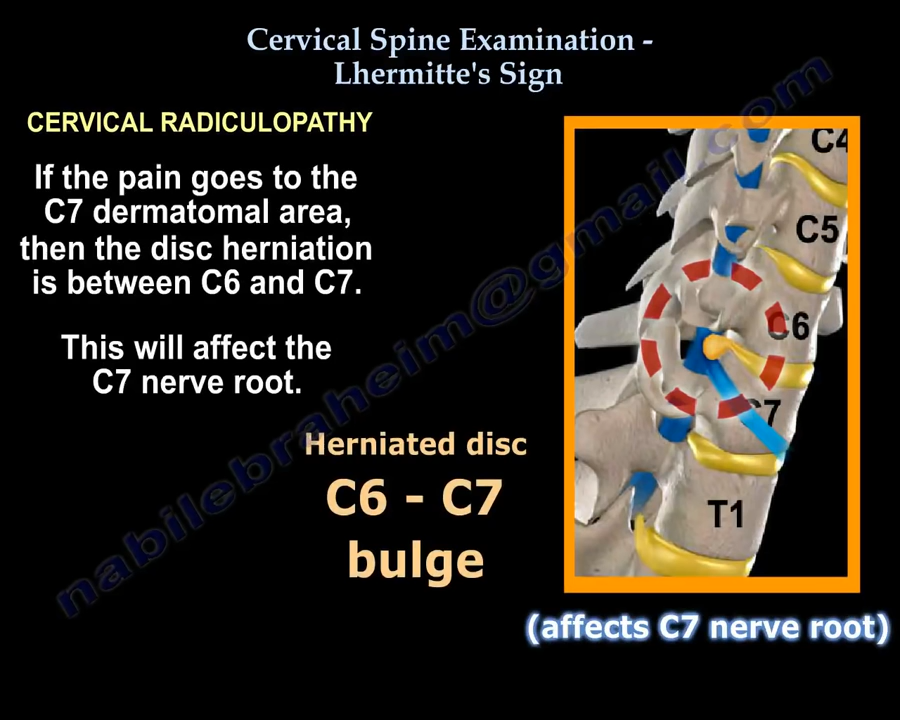 Cervical Spine Examination -
Lhermitte's Sign
CERVICAL RADICULOPATHY
If the pain goes to the
C7 dermatomal area,
then the disc herniation
is between C6 and C7.
This will affect the
C7 nerve root.
Herniated disc
C6 - C7
bulge
C4
C5
C6
C7
T1
(affects C7 nerve root)
nabilebraheim@gmail.com